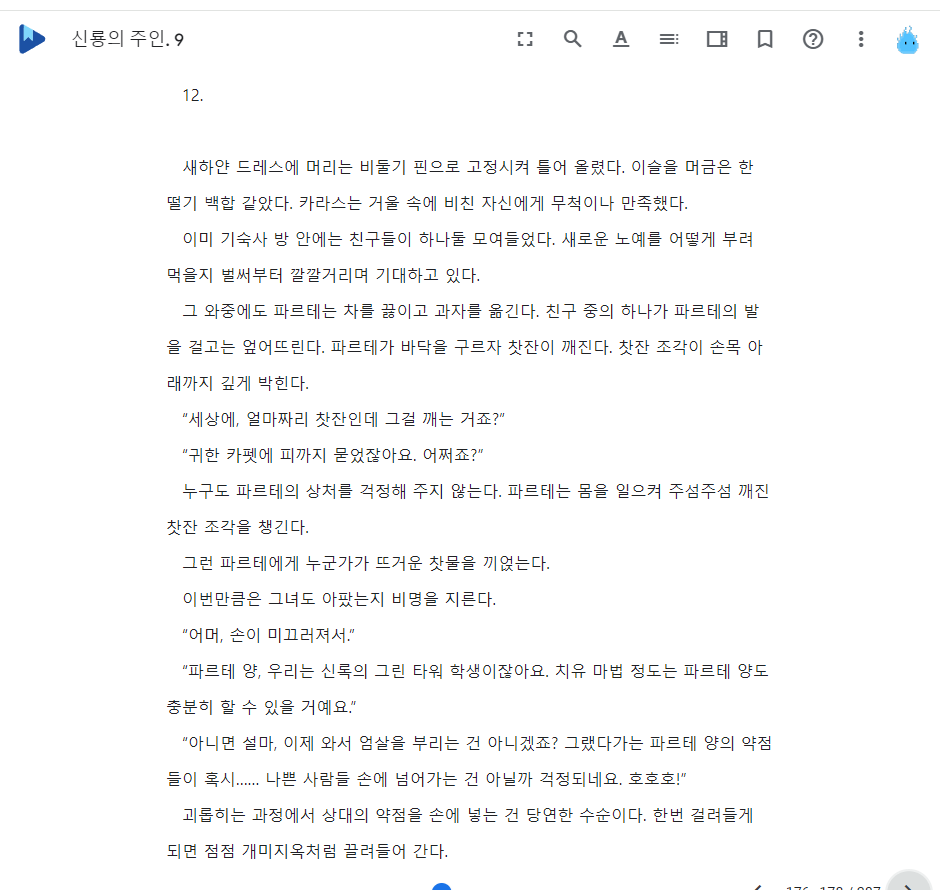 신룡의 주인. 9
12.
새하얀 드레스에 머리는 비둘기 핀으로 고정시켜 틀어 올렸다. 이슬을 머금은 한
떨기 백합 같았다. 카라스는 거울 속에 비친 자신에게 무척이나 만족했다.
이미 기숙사 방 안에는 친구들이 하나둘 모여들었다. 새로운 노예를 어떻게 부려
먹을지 벌써부터 깔깔거리며 기대하고 있다.
그 와중에도 파르테는 차를 끓이고 과자를 옮긴다. 친구 중의 하나가 파르테의 발
을 걸고는 엎어뜨린다. 파르테가 바닥을 구르자 찻잔이 깨진다. 찻잔 조각이 손목 아
래까지 깊게 박힌다.
“세상에, 얼마짜리 찻잔인데 그걸 깨는 거죠?”
“귀한 카펫에 피까지 묻었잖아요. 어쩌죠?”
누구도 파르테의 상처를 걱정해 주지 않는다. 파르테는 몸을 일으켜 주섬주섬 깨진
찻잔 조각을 챙긴다.
그런 파르테에게 누군가가 뜨거운 찻물을 끼얹는다.
이번만큼은 그녀도 아팠는지 비명을 지른다.
“어머, 손이 미끄러져서.”
“파르테 양, 우리는 신록의 그린 타워 학생이잖아요. 치유 마법 정도는 파르테 양도
충분히 할 수 있을 거예요.”
“아니면 설마, 이제 와서 엄살을 부리는 건 아니겠죠? 그랬다가는 파르테 양의 약점
들이 혹시…… 나쁜 사람들 손에 넘어가는 건 아닐까 걱정되네요. 호호호!”
괴롭히는 과정에서 상대의 약점을 손에 넣는 건 당연한 수순이다. 한번 걸려들게
되면 점점 개미지옥처럼 끌려들어 간다.